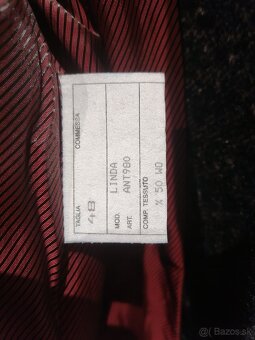 COMMESSA
TAGLIA 48
MOD. LINDA
ART. ANT980
COMP. TESSUTO
% 50 WO
Bazos.sk